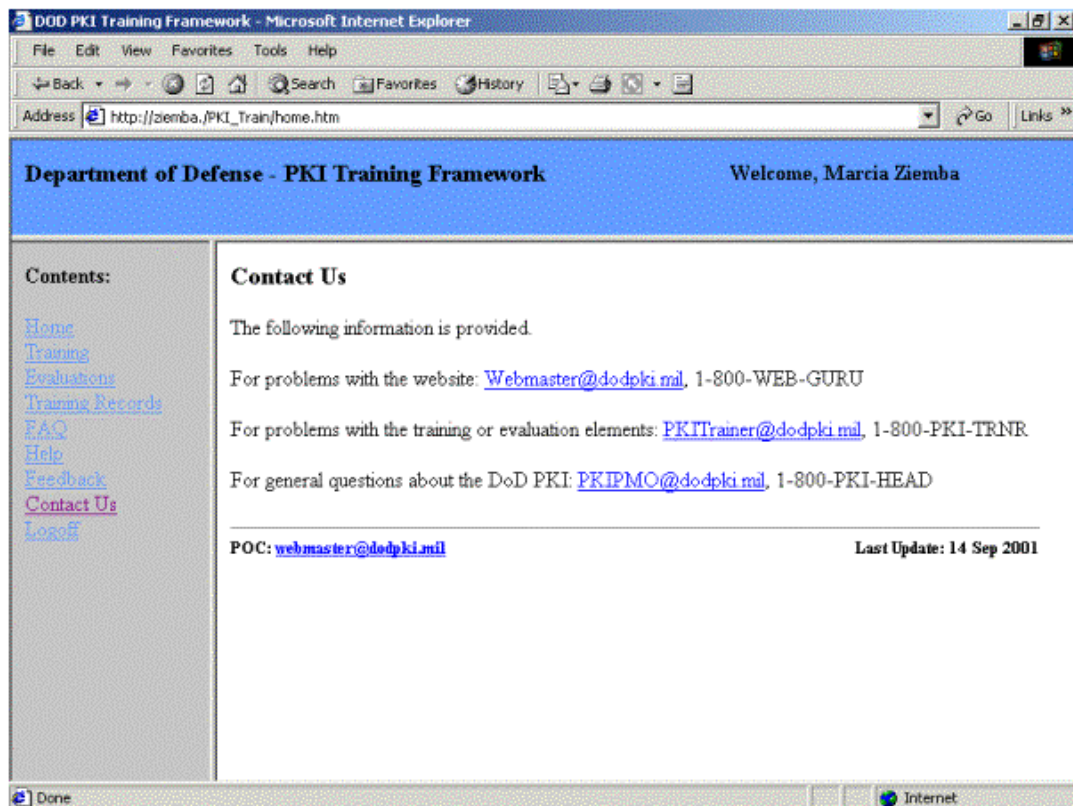 DOD PKI Training Framework - Microsoft Internet Explorer
File Edit View Favorites Tools Help
Back Search Favorites History
Address http://ziemba./PKI_Train/home.htm Go Links »
Department of Defense - PKI Training Framework Welcome, Marcia Ziemba
Contents:
Home
Training
Evaluations
Training Records
FAQ
Help
Feedback
Contact Us
Logoff
Contact Us
The following information is provided.
For problems with the website: Webmaster@dodpki.mil, 1-800-WEB-GURU
For problems with the training or evaluation elements: PKITrainer@dodpki.mil, 1-800-PKI-TRNR
For general questions about the DoD PKI: PKIPMO@dodpki.mil, 1-800-PKI-HEAD
POC: webmaster@dodpki.mil Last Update: 14 Sep 2001
Done Internet